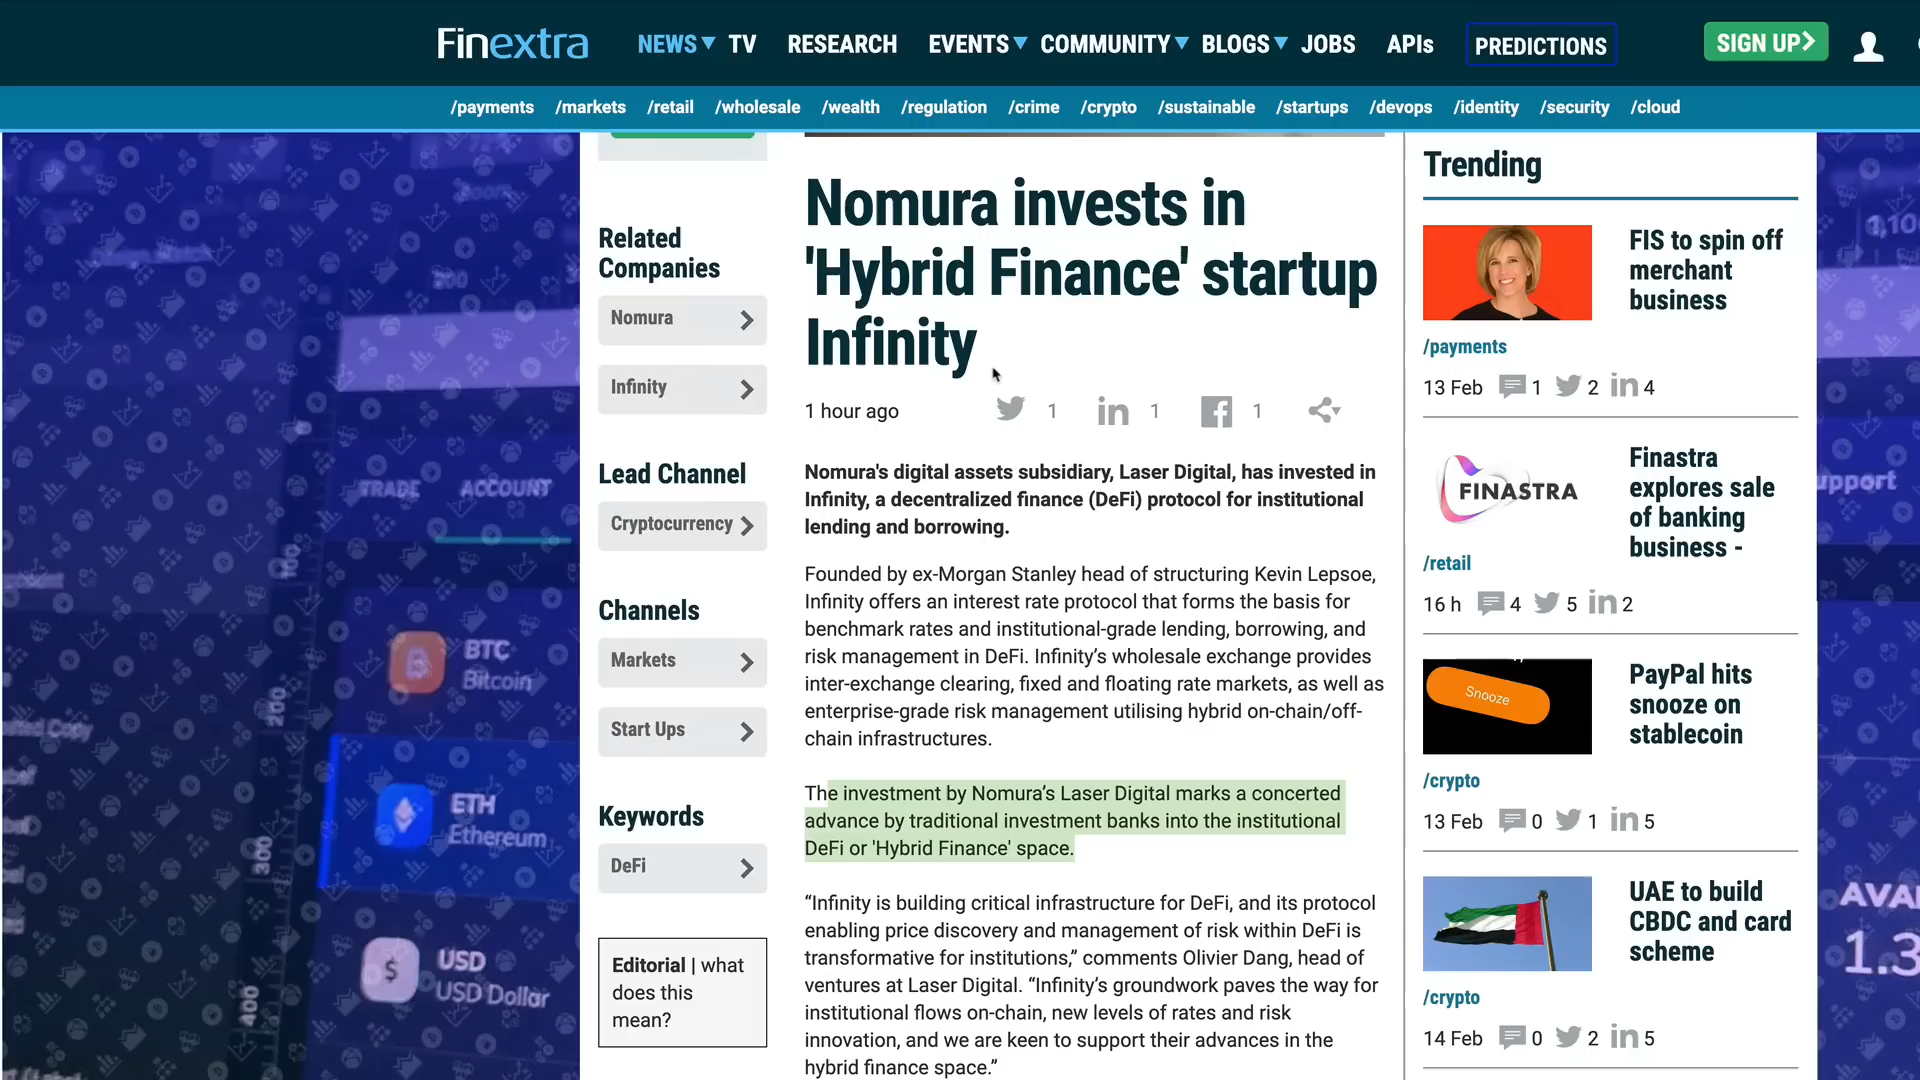 Finextra
NEWS TV RESEARCH EVENTS COMMUNITY BLOGS JOBS APIs PREDICTIONS SIGN UP
/payments /markets /retail /wholesale /wealth /regulation /crime /crypto /sustainable /startups /devops /identity /security /cloud
Related
Companies
Nomura
Infinity
Lead Channel
Cryptocurrency
Channels
Markets
Start Ups
Keywords
DeFi
Editorial | what
does this
mean?
Nomura invests in
'Hybrid Finance' startup
Infinity
1 hour ago 1 in 1 1
Nomura's digital assets subsidiary, Laser Digital, has invested in
Infinity, a decentralized finance (DeFi) protocol for institutional
lending and borrowing.
Founded by ex-Morgan Stanley head of structuring Kevin Lepsoe,
Infinity offers an interest rate protocol that forms the basis for
benchmark rates and institutional-grade lending, borrowing, and
risk management in DeFi. Infinity’s wholesale exchange provides
inter-exchange clearing, fixed and floating rate markets, as well as
enterprise-grade risk management utilising hybrid on-chain/off-
chain infrastructures.
The investment by Nomura’s Laser Digital marks a concerted
advance by traditional investment banks into the institutional
DeFi or 'Hybrid Finance' space.
“Infinity is building critical infrastructure for DeFi, and its protocol
enabling price discovery and management of risk within DeFi is
transformative for institutions,” comments Olivier Dang, head of
ventures at Laser Digital. “Infinity’s groundwork paves the way for
institutional flows on-chain, new levels of rates and risk
innovation, and we are keen to support their advances in the
hybrid finance space.”
Trending
FIS to spin off
merchant
business
/payments
13 Feb 1 2 in 4
FINASTRA
Finastra
explores sale
of banking
business -
/retail
16 h 4 5 in 2
Snooze
PayPal hits
snooze on
stablecoin
/crypto
13 Feb 0 1 in 5
UAE to build
CBDC and card
scheme
/crypto
14 Feb 0 2 in 5
TRADE ACCOUNT
BTC
Bitcoin
ETH
Ethereum
USD
USD Dollar
100
200
300
400
upport
AVA
1.3